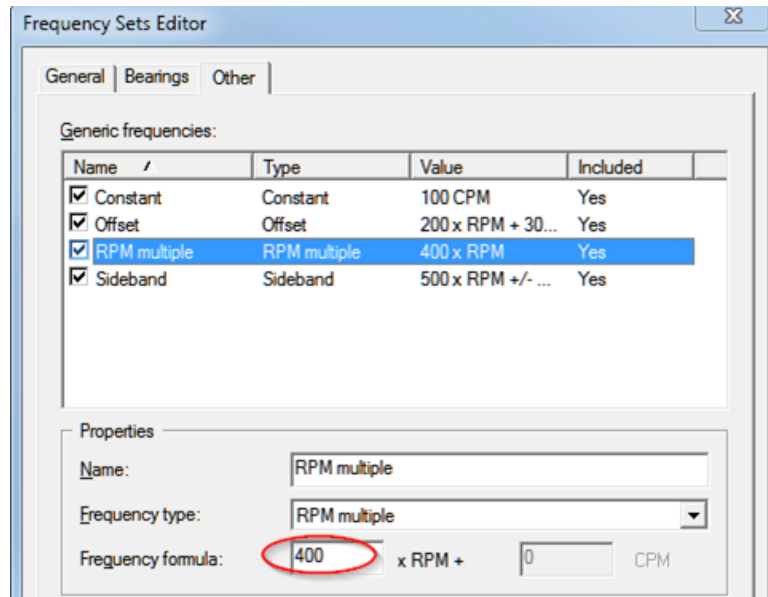 Frequency Sets Editor
General Bearings Other
Generic frequencies:
Name Type Value Included
Constant Constant 100 CPM Yes
Offset Offset 200 x RPM + 30... Yes
RPM multiple RPM multiple 400 x RPM Yes
Sideband Sideband 500 x RPM +/- ... Yes
Properties
Name: RPM multiple
Frequency type: RPM multiple
Frequency formula: 400 x RPM + 0 CPM